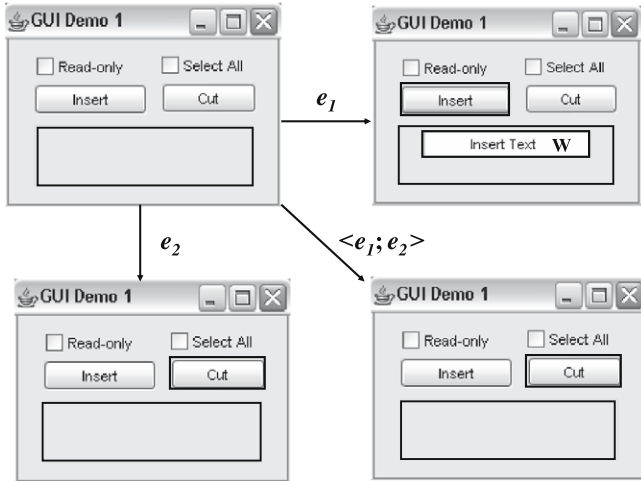 GUI Demo 1
Read-only Select All
Insert Cut
e1
GUI Demo 1
Read-only Select All
Insert Cut
Insert Text W
e2
<e1; e2>
GUI Demo 1
Read-only Select All
Insert Cut
GUI Demo 1
Read-only Select All
Insert Cut